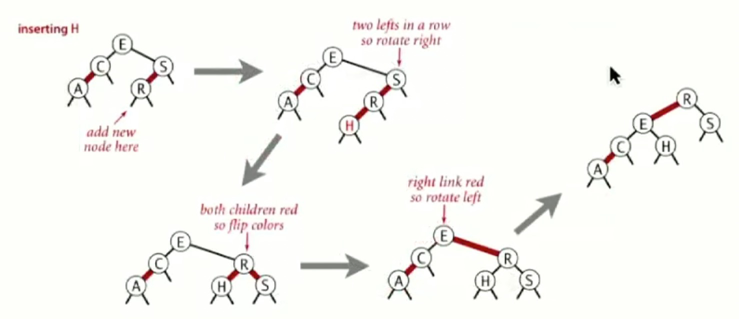 inserting H
E
C
S
A
R
add new
node here
two lefts in a row
so rotate right
E
C
S
A
R
H
both children red
so flip colors
E
C
R
A
H
S
right link red
so rotate left
E
C
R
A
H
S
R
E
S
C
H
A